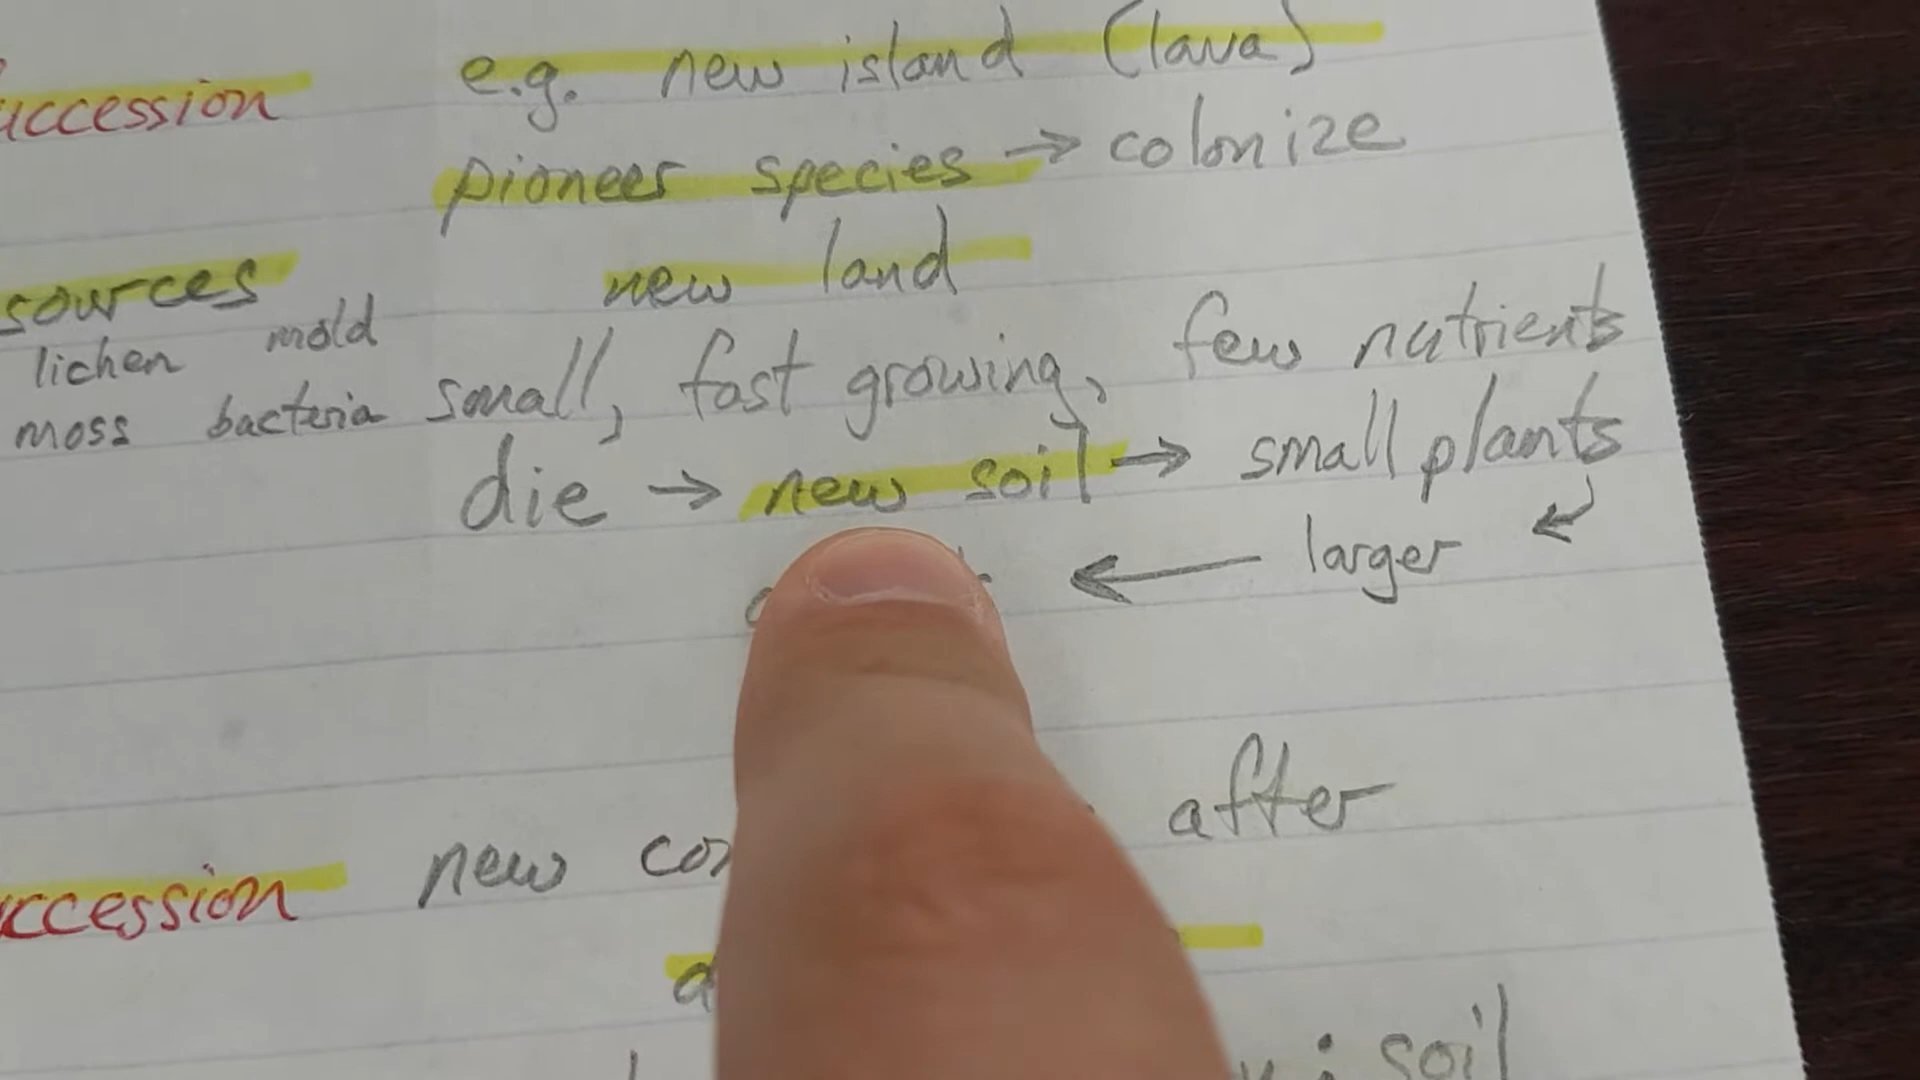 e.g. new island (lava)
uccession
pioneer species → colonize
sources new land
lichen mold
small, fast growing, few nutrients
moss bacteria
die → new soil → small plants
← larger ↙
new after
ccession
soil